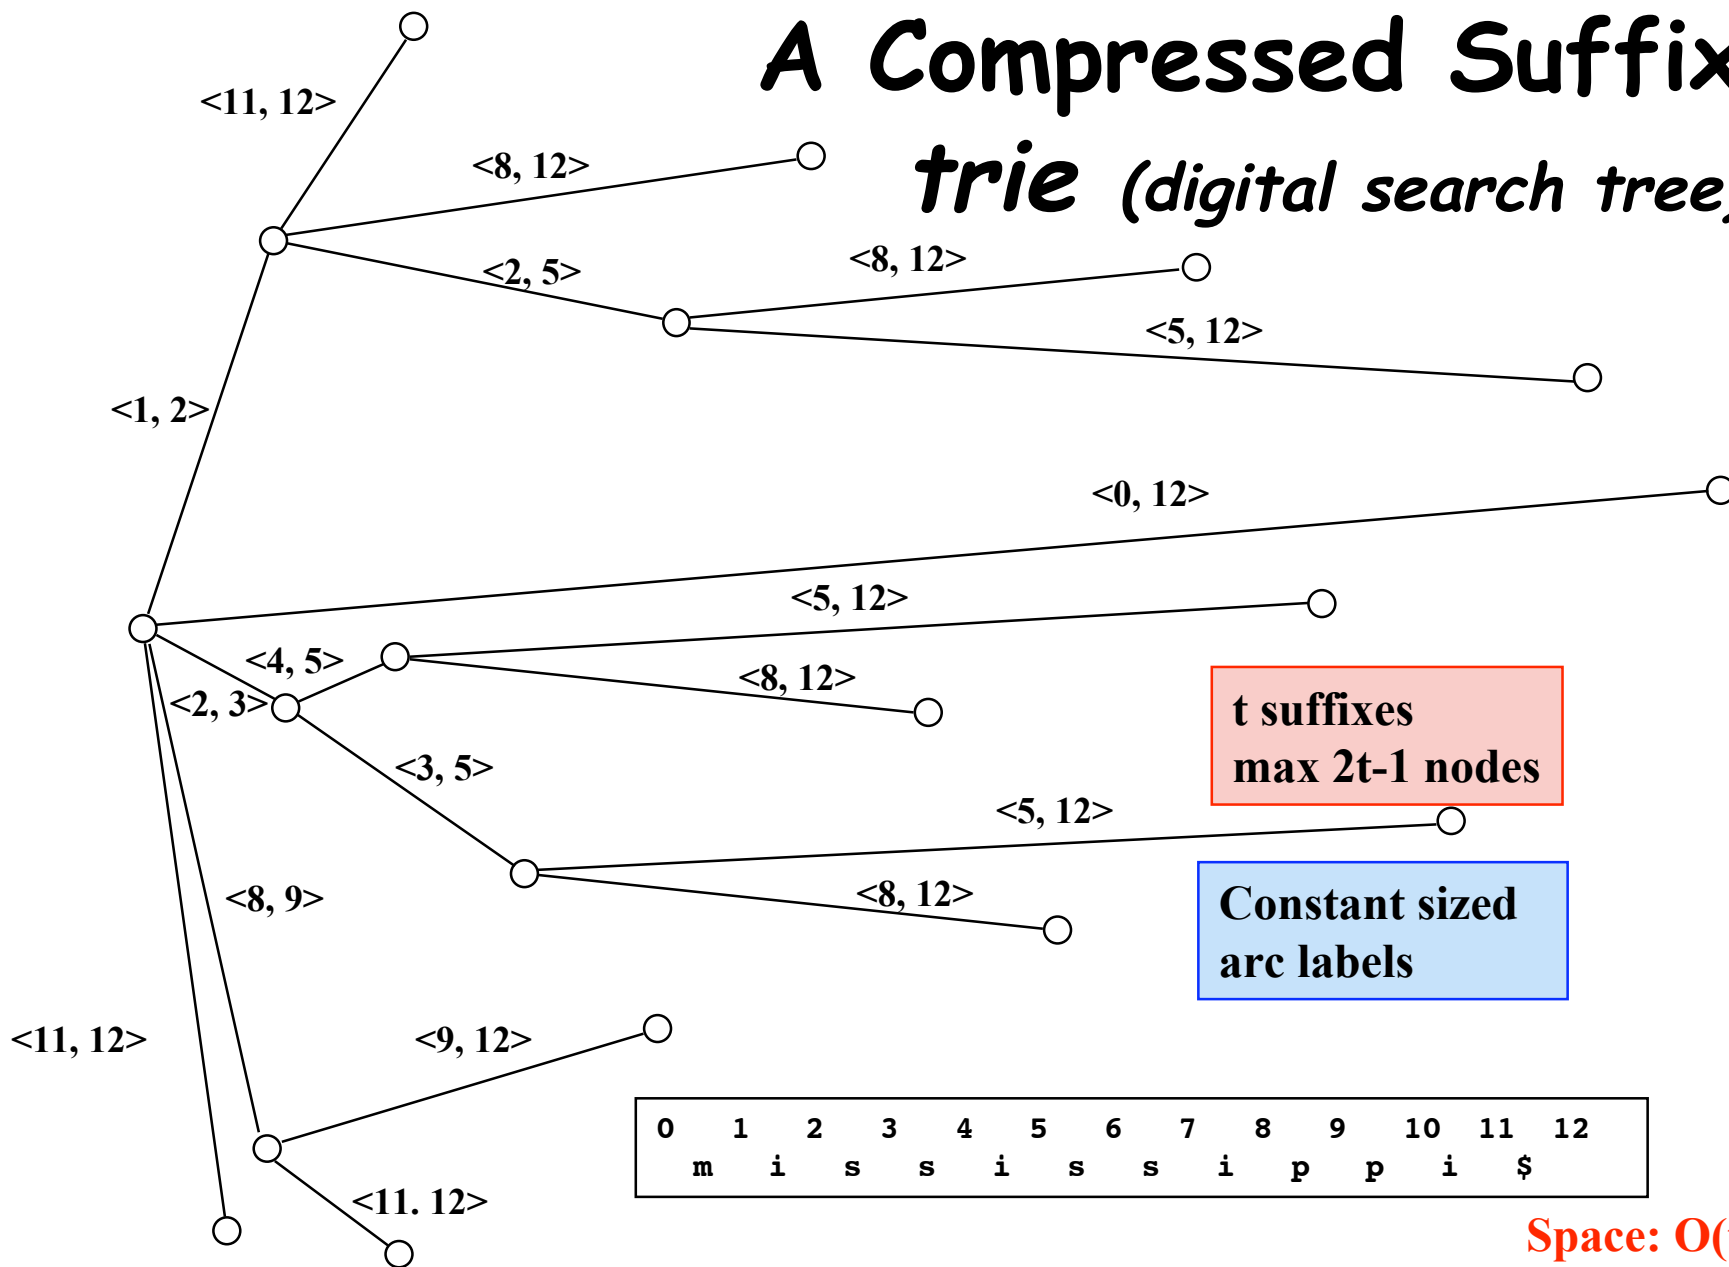 A Compressed Suffix
trie (digital search tree)
<11, 12>
<8, 12>
<2, 5>
<8, 12>
<5, 12>
<1, 2>
<0, 12>
<5, 12>
<4, 5>
<2, 3>
<8, 12>
<3, 5>
<5, 12>
<8, 12>
t suffixes
max 2t-1 nodes
Constant sized
arc labels
<8, 9>
<11, 12>
<9, 12>
<11. 12>
0 1 2 3 4 5 6 7 8 9 10 11 12
m i s s i s s i p p i $
Space: O(